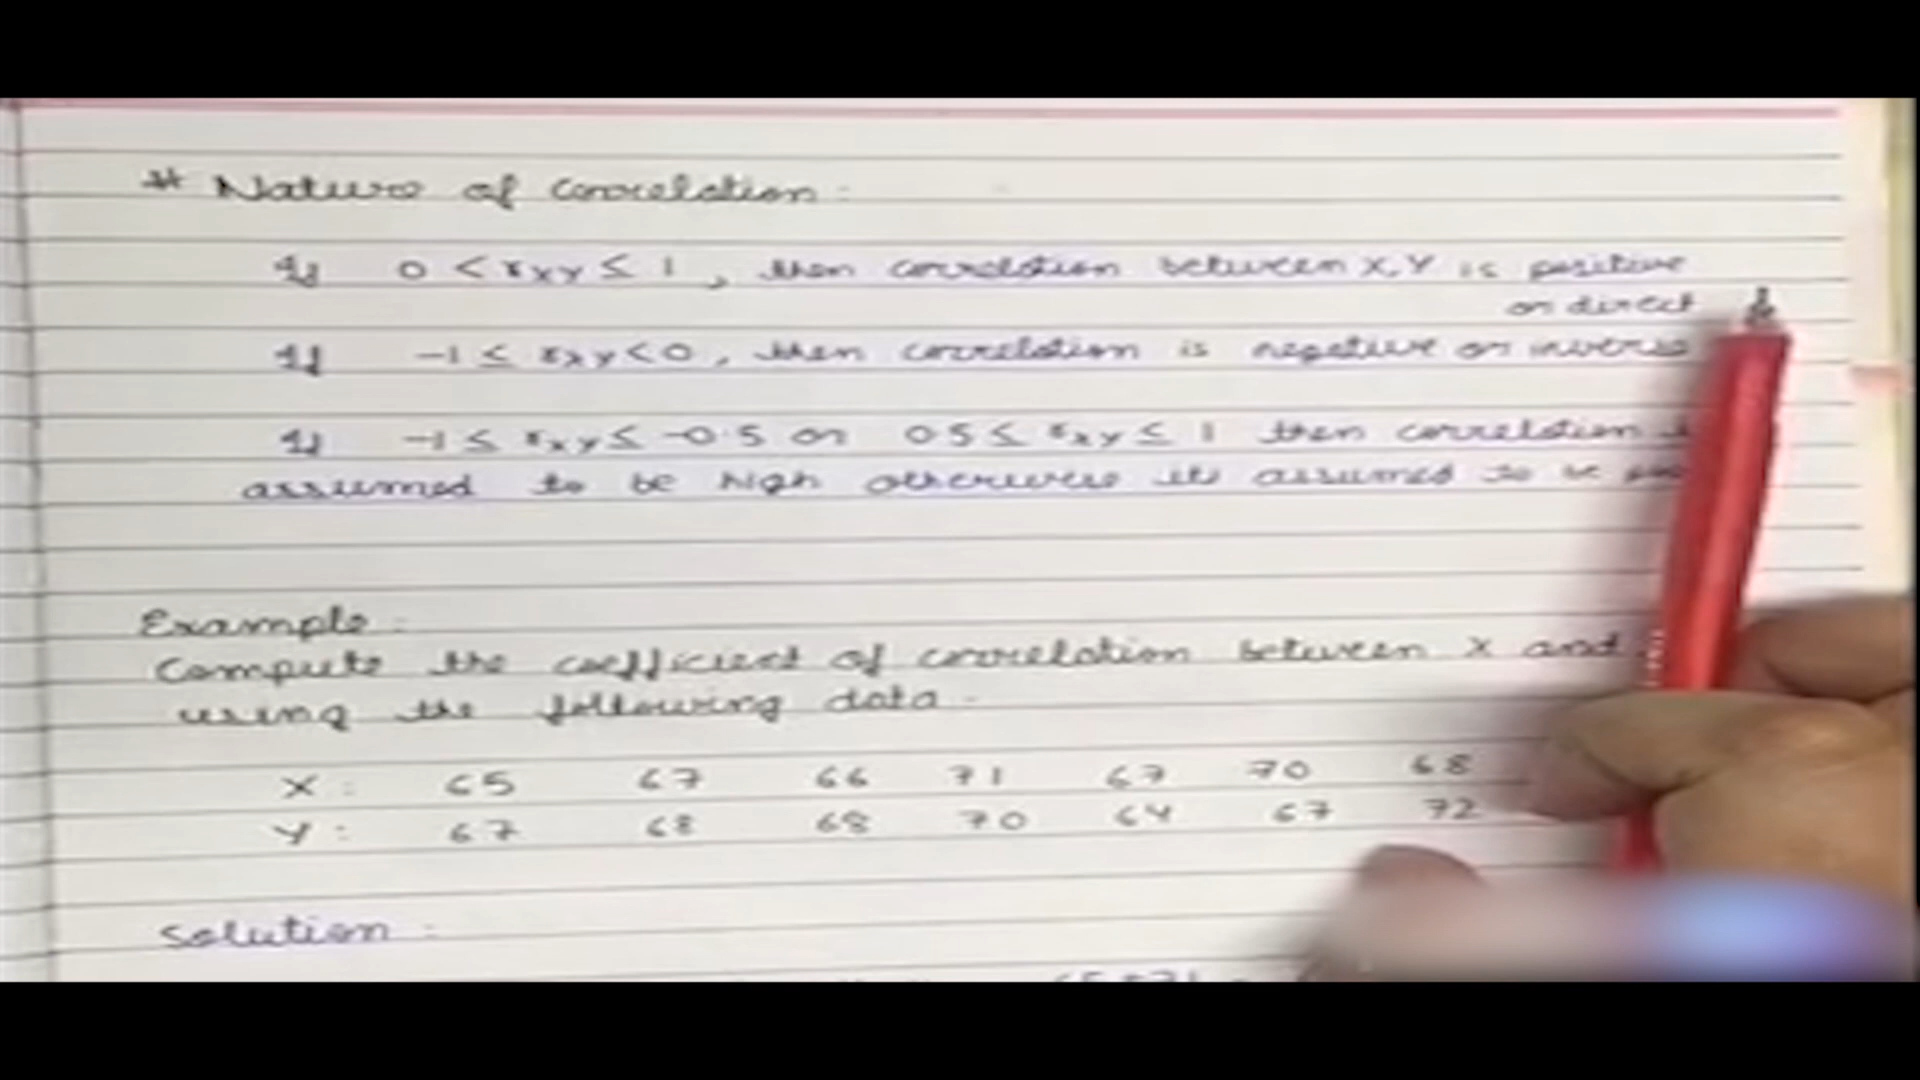 # Nature of correlation:
If 0 < rxy ≤ 1, then correlation between X,Y is positive
or direct
If -1 ≤ rxy < 0, then correlation is negative or inverse
If -1 ≤ rxy ≤ -0.5 or 0.5 ≤ rxy ≤ 1 then correlation
assumed to be high otherwise its assumed to be
Example:
Compute the coefficient of correlation between X and
using the following data.
X: 65 67 66 71 67 70 68
Y: 67 68 68 70 64 67 72
Solution: